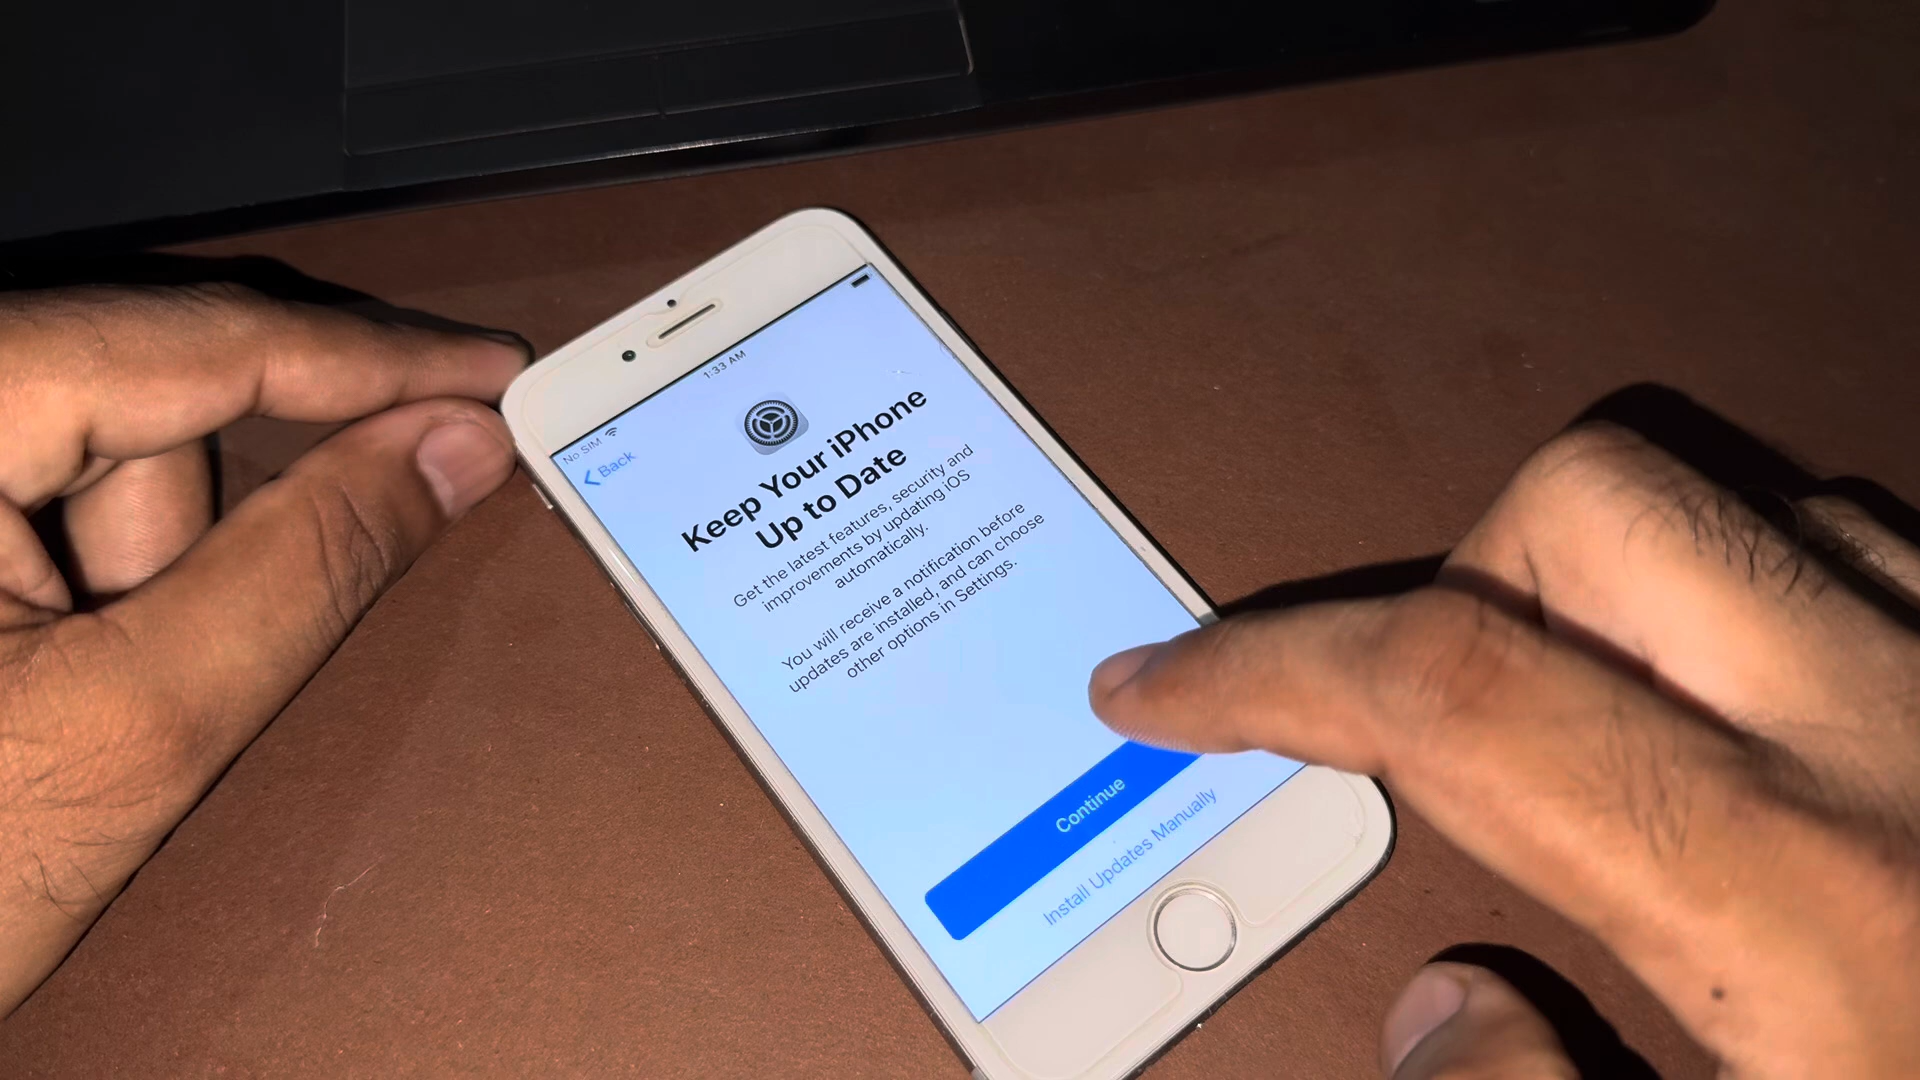 No SIM
1:33 AM
Back
Keep Your iPhone
Up to Date
Get the latest features, security and
improvements by updating iOS
automatically.
You will receive a notification before
updates are installed, and can choose
other options in Settings.
Continue
Install Updates Manually